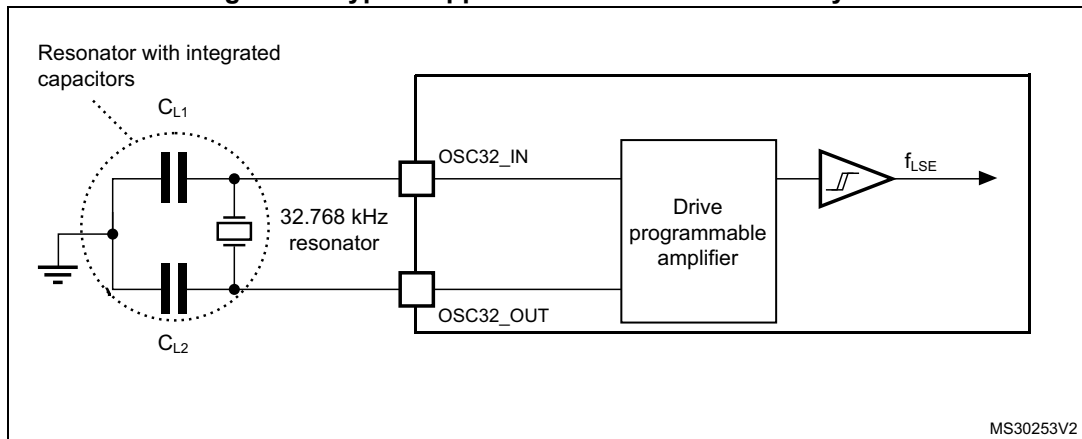 Resonator with integrated
capacitors
CL1
OSC32_IN
fLSE
32.768 kHz
resonator
Drive
programmable
amplifier
OSC32_OUT
CL2
MS30253V2